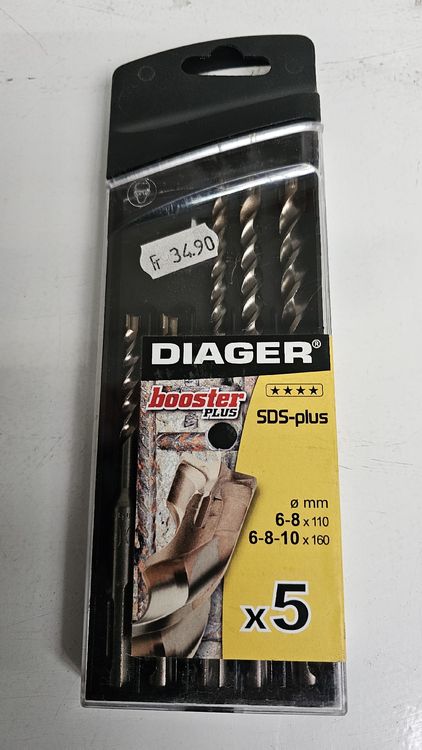 Fr 34.90
DIAGER®
booster
PLUS
SDS-plus
ø mm
6-8 x 110
6-8-10 x 160
x5